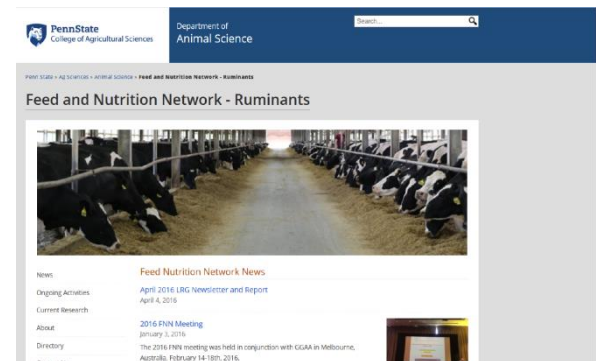 PennState
College of Agricultural Sciences
Department of
Animal Science
Search...
Penn State » Ag Sciences » Animal Science » Feed and Nutrition Network - Ruminants
Feed and Nutrition Network - Ruminants
News
Ongoing Activities
Current Research
About
Directory
Feed Nutrition Network News
April 2016 LRG Newsletter and Report
April 4, 2016
2016 FNN Meeting
January 3, 2016
The 2016 FNN meeting was held in conjunction with GGAA in Melbourne,
Australia, February 14-18th, 2016.